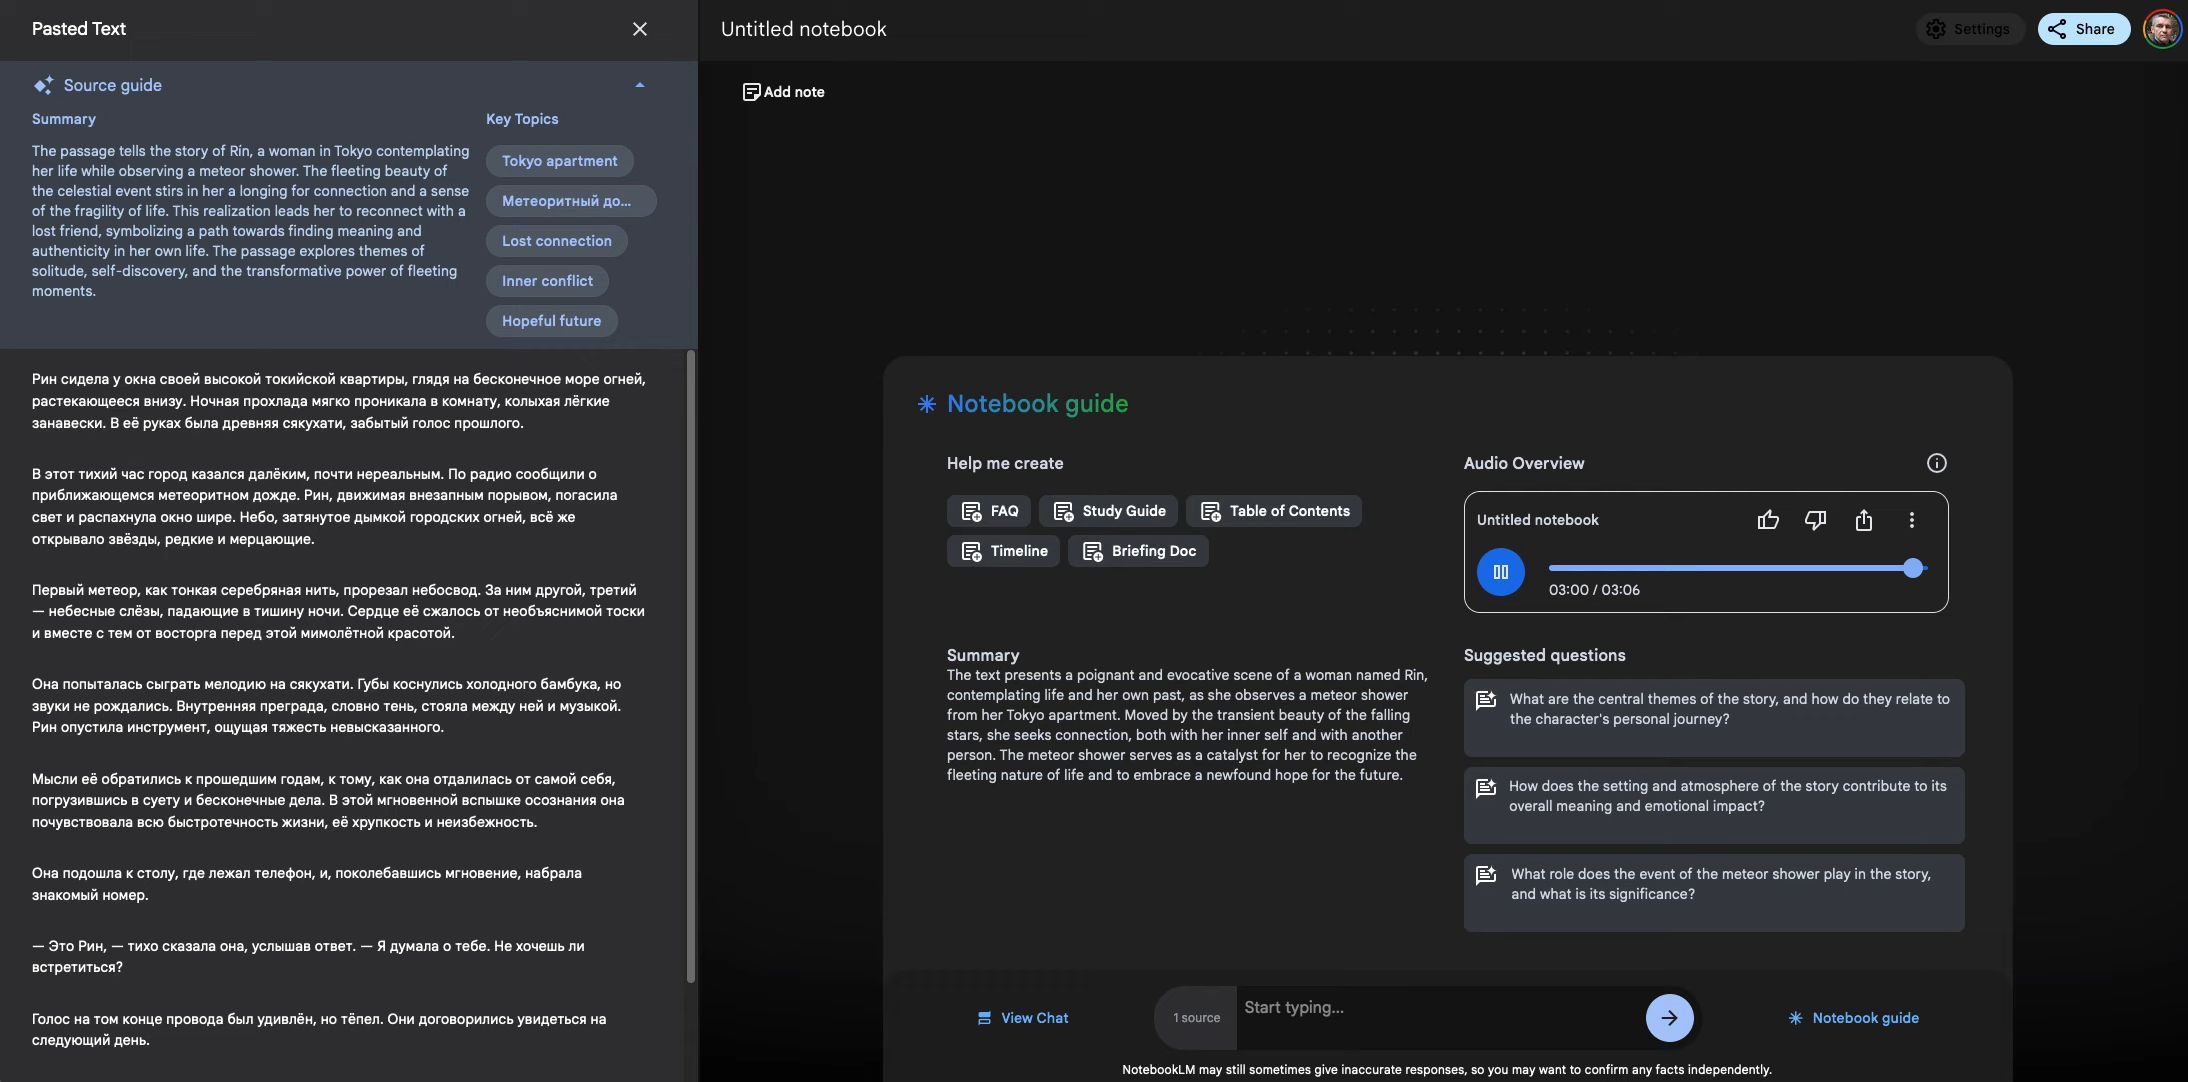 Pasted Text
Source guide
Summary
The passage tells the story of Rín, a woman in Tokyo contemplating
her life while observing a meteor shower. The fleeting beauty of
the celestial event stirs in her a longing for connection and a sense
of the fragility of life. This realization leads her to reconnect with a
lost friend, symbolizing a path towards finding meaning and
authenticity in her own life. The passage explores themes of
solitude, self-discovery, and the transformative power of fleeting
moments.
Key Topics
Tokyo apartment
Метеоритный до...
Lost connection
Inner conflict
Hopeful future
Рин сидела у окна своей высокой токийской квартиры, глядя на бесконечное море огней,
растекающееся внизу. Ночная прохлада мягко проникала в комнату, колыхая лёгкие
занавески. В её руках была древняя сякухати, забытый голос прошлого.
В этот тихий час город казался далёким, почти нереальным. По радио сообщили о
приближающемся метеоритном дожде. Рин, движимая внезапным порывом, погасила
свет и распахнула окно шире. Небо, затянутое дымкой городских огней, всё же
открывало звёзды, редкие и мерцающие.
Первый метеор, как тонкая серебряная нить, прорезал небосвод. За ним другой, третий
— небесные слёзы, падающие в тишину ночи. Сердце её сжалось от необъяснимой тоски
и вместе с тем от восторга перед этой мимолётной красотой.
Она попыталась сыграть мелодию на сякухати. Губы коснулись холодного бамбука, но
звуки не рождались. Внутренняя преграда, словно тень, стояла между ней и музыкой.
Рин опустила инструмент, ощущая тяжесть невысказанного.
Мысли её обратились к прошедшим годам, к тому, как она отдалилась от самой себя,
погрузившись в суету и бесконечные дела. В этой мгновенной вспышке осознания она
почувствовала всю быстротечность жизни, её хрупкость и неизбежность.
Она подошла к столу, где лежал телефон, и, поколебавшись мгновение, набрала
знакомый номер.
— Это Рин, — тихо сказала она, услышав ответ. — Я думала о тебе. Не хочешь ли
встретиться?
Голос на том конце провода был удивлён, но тёпел. Они договорились увидеться на
следующий день.
Untitled notebook
Settings
Share
Add note
Notebook guide
Help me create
FAQ
Study Guide
Table of Contents
Timeline
Briefing Doc
Audio Overview
Untitled notebook
03:00 / 03:06
Summary
The text presents a poignant and evocative scene of a woman named Rin,
contemplating life and her own past, as she observes a meteor shower
from her Tokyo apartment. Moved by the transient beauty of the falling
stars, she seeks connection, both with her inner self and with another
person. The meteor shower serves as a catalyst for her to recognize the
fleeting nature of life and to embrace a newfound hope for the future.
Suggested questions
What are the central themes of the story, and how do they relate to
the character's personal journey?
How does the setting and atmosphere of the story contribute to its
overall meaning and emotional impact?
What role does the event of the meteor shower play in the story,
and what is its significance?
View Chat
1 source
Start typing...
Notebook guide
NotebookLM may still sometimes give inaccurate responses, so you may want to confirm any facts independently.